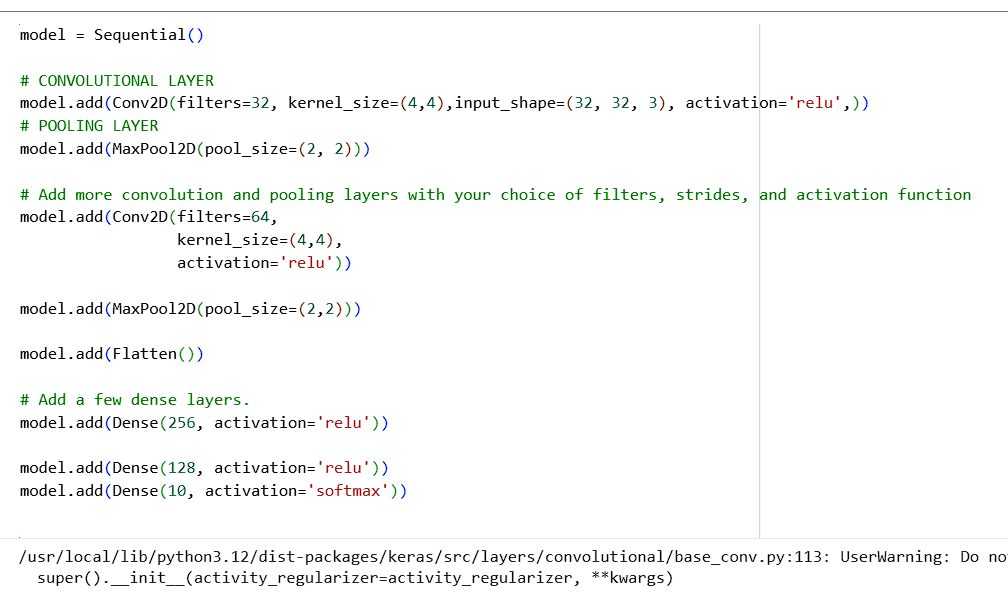 model = Sequential()
# CONVOLUTIONAL LAYER
model.add(Conv2D(filters=32, kernel_size=(4,4),input_shape=(32, 32, 3), activation='relu',))
# POOLING LAYER
model.add(MaxPool2D(pool_size=(2, 2)))
# Add more convolution and pooling layers with your choice of filters, strides, and activation function
model.add(Conv2D(filters=64,
kernel_size=(4,4),
activation='relu'))
model.add(MaxPool2D(pool_size=(2,2)))
model.add(Flatten())
# Add a few dense layers.
model.add(Dense(256, activation='relu'))
model.add(Dense(128, activation='relu'))
model.add(Dense(10, activation='softmax'))
/usr/local/lib/python3.12/dist-packages/keras/src/layers/convolutional/base_conv.py:113: UserWarning: Do
super().__init__(activity_regularizer=activity_regularizer, **kwargs)